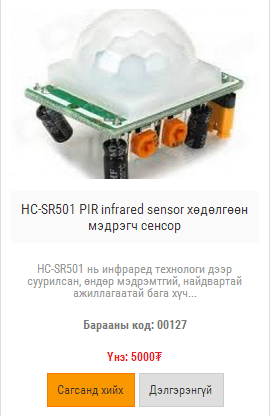 HC-SR501 PIR infrared sensor хөдөлгөөн
мэдрэгч сенсор
HC-SR501 нь инфраред технологи дээр
суурилсан, өндөр мэдрэмтгий, найдвартай
ажиллагаатай бага хүч...
Барааны код: 00127
Үнэ: 5000₮
Сагсанд хийх
Дэлгэрэнгүй